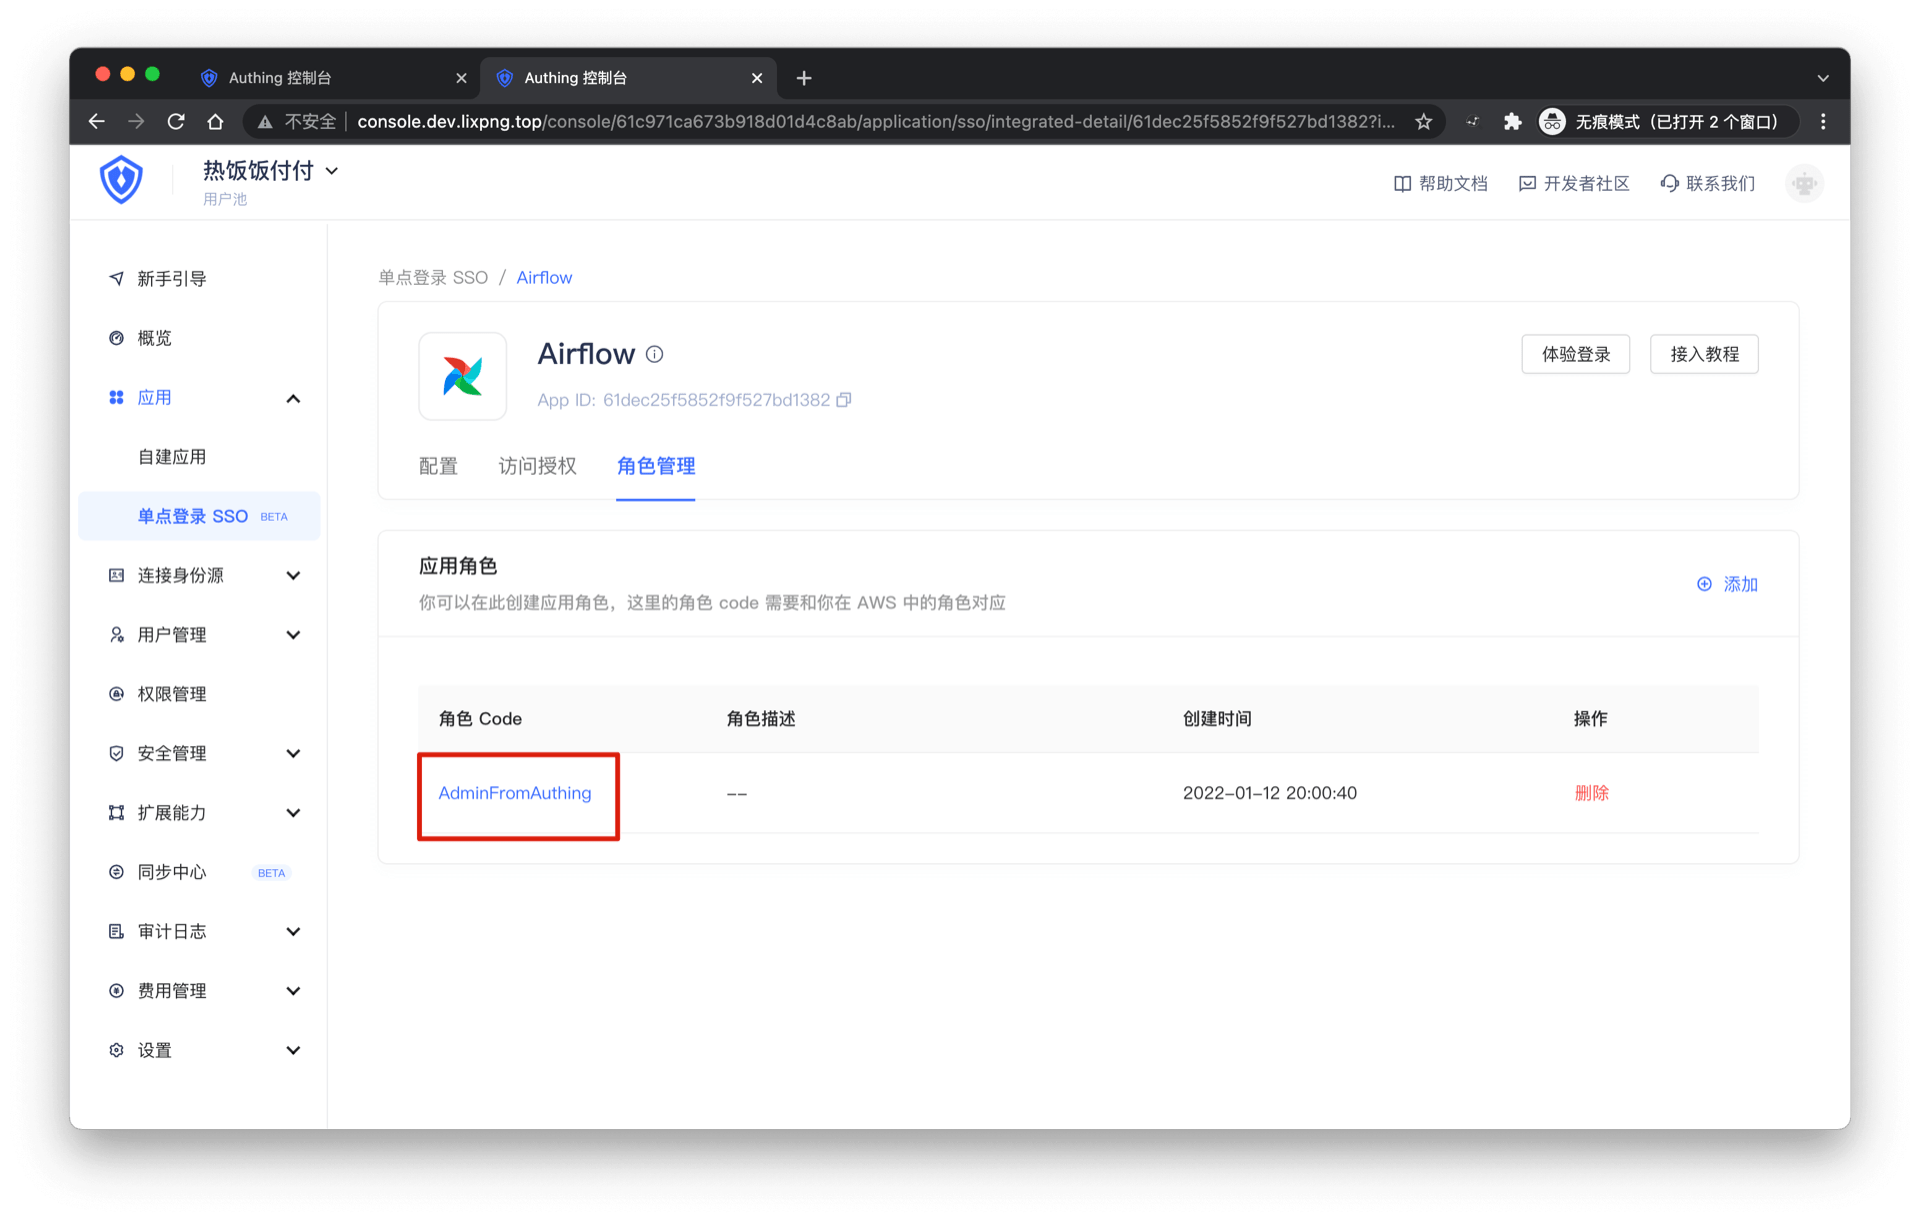 Authing 控制台
Authing 控制台
不安全
console.dev.lixpng.top/console/61c971ca673b918d01d4c8ab/application/sso/integrated-detail/61dec25f5852f9f527bd1382?i...
无痕模式（已打开 2 个窗口）
热饭饭付付
用户池
帮助文档
开发者社区
联系我们
新手引导
概览
应用
自建应用
单点登录 SSO BETA
连接身份源
用户管理
权限管理
安全管理
扩展能力
同步中心 BETA
审计日志
费用管理
设置
单点登录 SSO / Airflow
Airflow
App ID: 61dec25f5852f9f527bd1382
体验登录
接入教程
配置 访问授权 角色管理
应用角色
你可以在此创建应用角色，这里的角色 code 需要和你在 AWS 中的角色对应
添加
角色 Code 角色描述 创建时间 操作
AdminFromAuthing -- 2022-01-12 20:00:40 删除